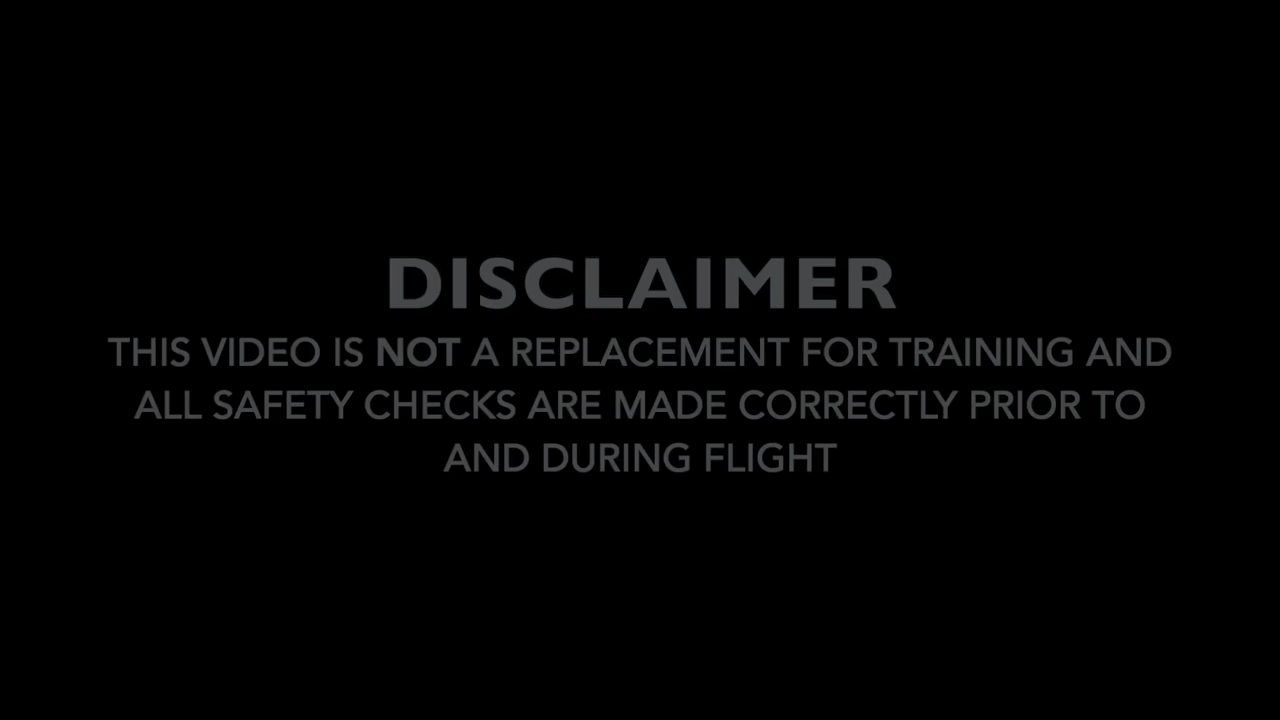 DISCLAIMER
THIS VIDEO IS NOT A REPLACEMENT FOR TRAINING AND
ALL SAFETY CHECKS ARE MADE CORRECTLY PRIOR TO
AND DURING FLIGHT